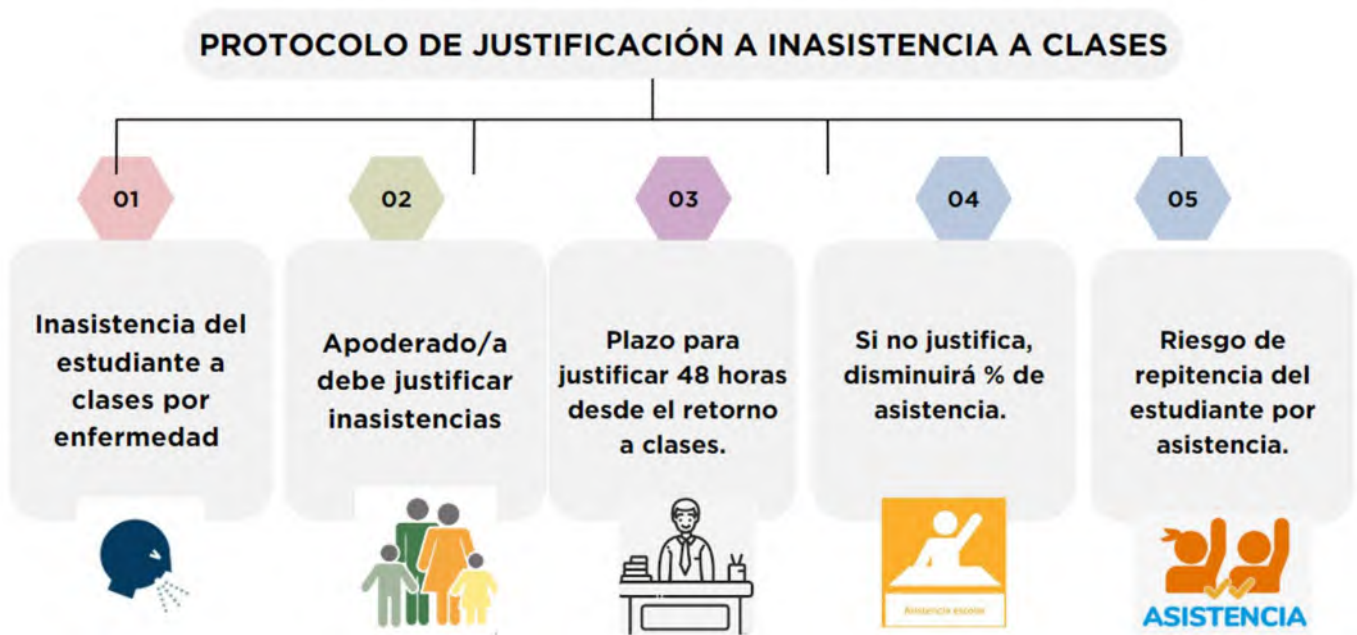 PROTOCOLO DE JUSTIFICACIÓN A INASISTENCIA A CLASES
01
Inasistencia del
estudiante a
clases por
enfermedad
02
Apoderado/a
debe justificar
inasistencias
03
Plazo para
justificar 48 horas
desde el retorno
a clases.
04
Si no justifica,
disminuirá % de
asistencia.
Asistencia escolar
05
Riesgo de
repitencia del
estudiante por
asistencia.
ASISTENCIA